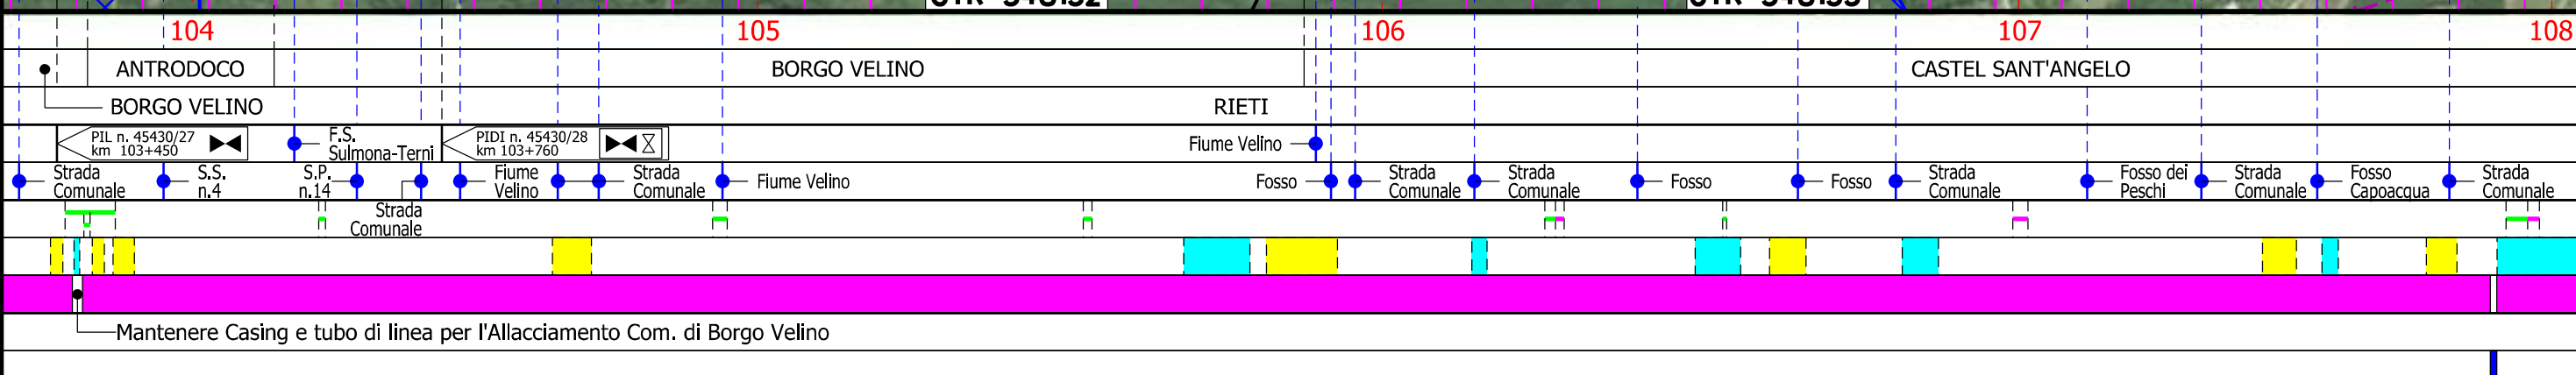 104 105 106 107 108
ANTRODOCO BORGO VELINO CASTEL SANT'ANGELO
BORGO VELINO RIETI
PIL n. 45430/27
km 103+450
F.S.
Sulmona-Terni
PIDI n. 45430/28
km 103+760
Fiume Velino
Strada
Comunale
S.S.
n.4
S.P.
n.14
Strada
Comunale
Fiume
Velino
Strada
Comunale
Fiume Velino
Fosso
Strada
Comunale
Strada
Comunale
Fosso
Fosso
Strada
Comunale
Fosso dei
Peschi
Strada
Comunale
Fosso
Capoacqua
Strada
Comunale
Mantenere Casing e tubo di linea per l'Allacciamento Com. di Borgo Velino